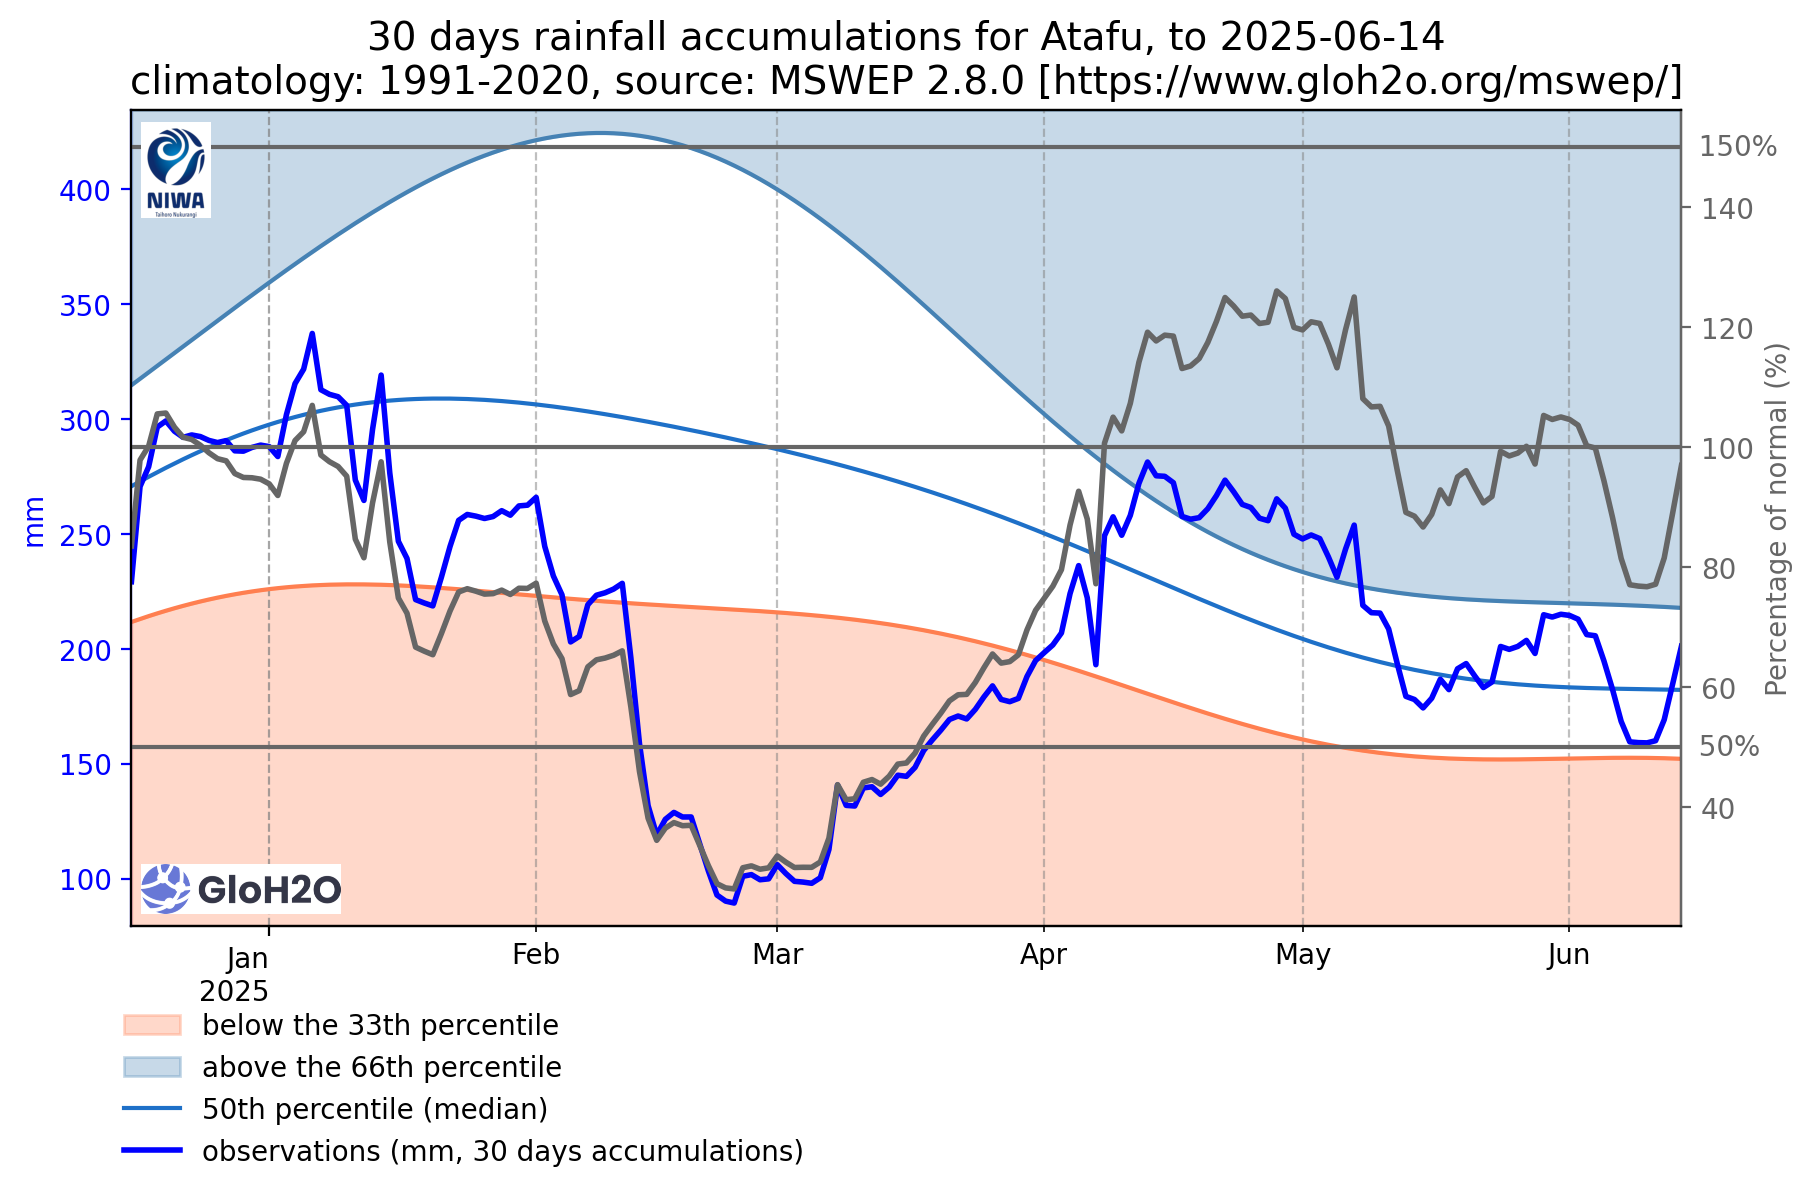 30 days rainfall accumulations for Atafu, to 2025-06-14
climatology: 1991-2020, source: MSWEP 2.8.0 [https://www.gloh2o.org/mswep/]
NIWA
Taihoro Nukurangi
400
350
300
250
200
150
100
mm
150%
140
120
100
80
60
50%
40
Percentage of normal (%)
GloH2O
Jan
2025
Feb
Mar
Apr
May
Jun
below the 33th percentile
above the 66th percentile
50th percentile (median)
observations (mm, 30 days accumulations)